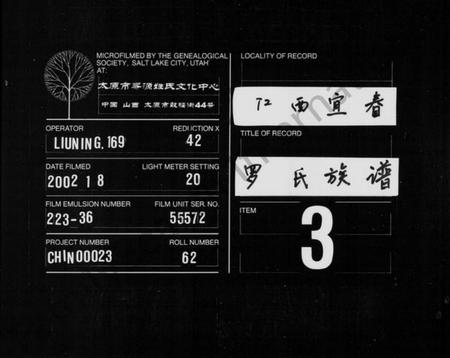 MICROFILMED BY THE GENEALOGICAL
SOCIETY, SALT LAKE CITY, UTAH
AT:
太原市寻源姓氏文化中心
中国 山西 太原市鼓楼街44号
OPERATOR
LIUNING, 169
REDUCTION X
42
DATE FILMED
2002 1 8
LIGHT METER SETTING
20
FILM EMULSION NUMBER
223-36
FILM UNIT SER. NO.
55572
PROJECT NUMBER
CHIN00023
ROLL NUMBER
62
LOCALITY OF RECORD
江西宜春
TITLE OF RECORD
罗氏族谱
ITEM
3